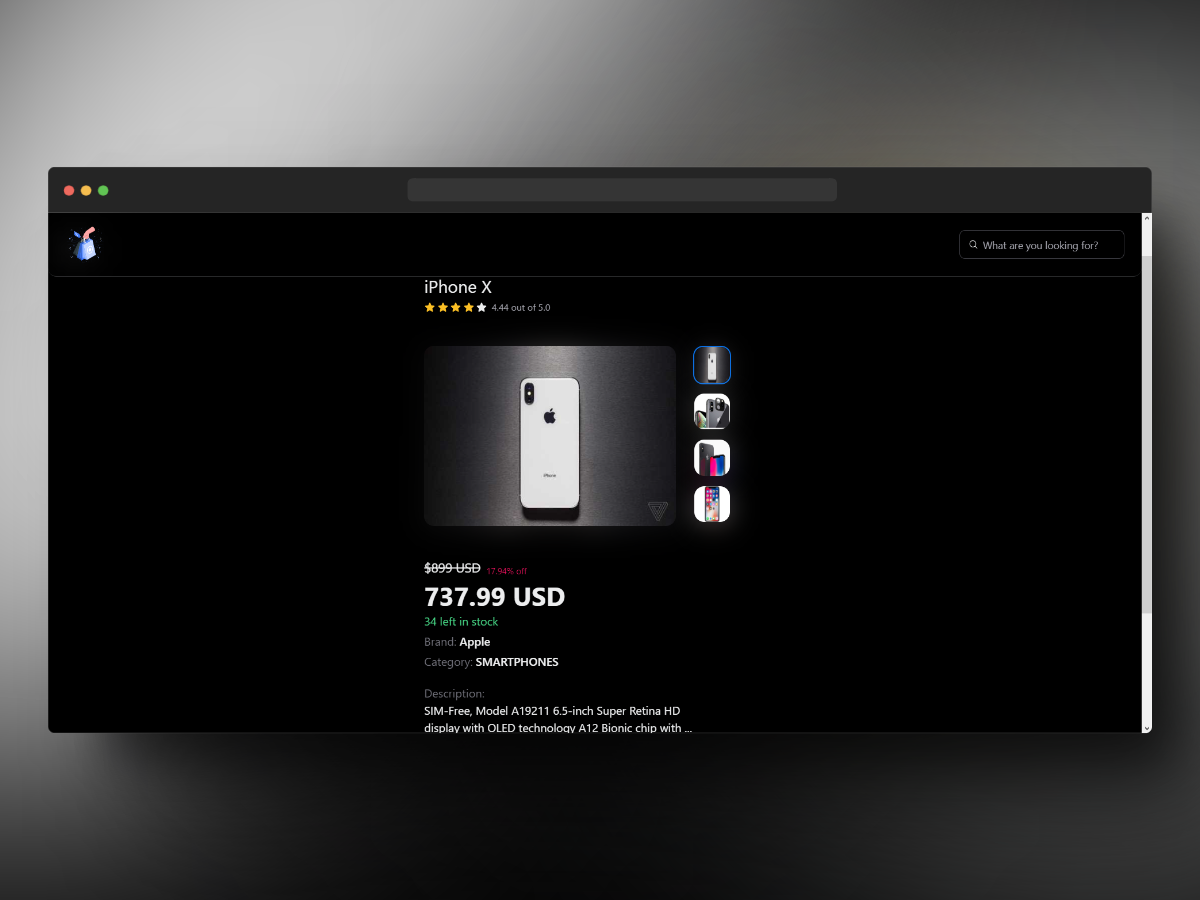 What are you looking for?
iPhone X
4.44 out of 5.0
iPhone
$899 USD 17.94% off
737.99 USD
34 left in stock
Brand: Apple
Category: SMARTPHONES
Description:
SIM-Free, Model A19211 6.5-inch Super Retina HD
display with OLED technology A12 Bionic chip with ...